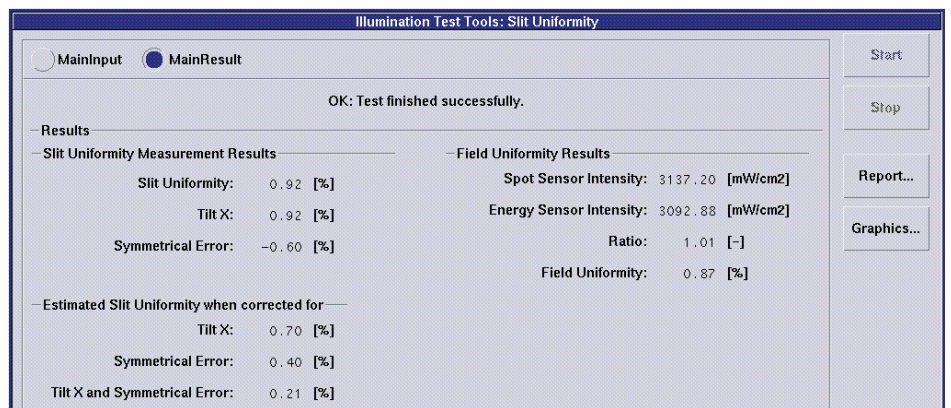 Illumination Test Tools: Slit Uniformity
MainInput MainResult
OK: Test finished successfully.
Results
Slit Uniformity Measurement Results
Slit Uniformity: 0.92 [%]
Tilt X: 0.92 [%]
Symmetrical Error: -0.60 [%]
Estimated Slit Uniformity when corrected for
Tilt X: 0.70 [%]
Symmetrical Error: 0.40 [%]
Tilt X and Symmetrical Error: 0.21 [%]
Field Uniformity Results
Spot Sensor Intensity: 3137.20 [mW/cm2]
Energy Sensor Intensity: 3092.88 [mW/cm2]
Ratio: 1.01 [-]
Field Uniformity: 0.87 [%]
Start
Stop
Report...
Graphics...